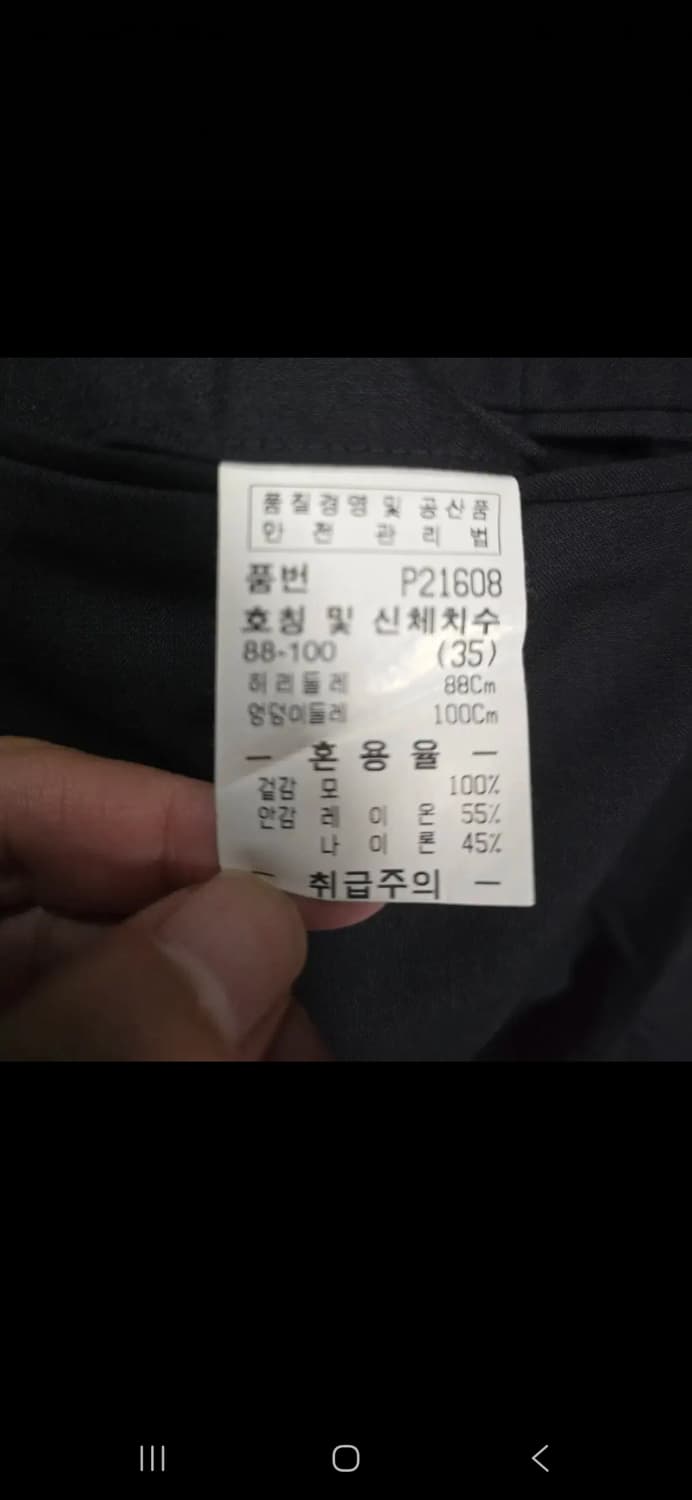 품질경영 및 공산품
안전관리법
품번 P21608
호칭 및 신체치수
88-100 (35)
허리둘레 88Cm
엉덩이둘레 100Cm
- 혼용율 -
겉감 모 100%
안감 레이온 55%
나이론 45%
- 취급주의 -